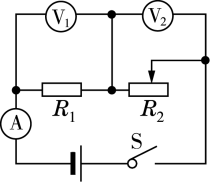 V₁ V₂
A R₁ R₂
S